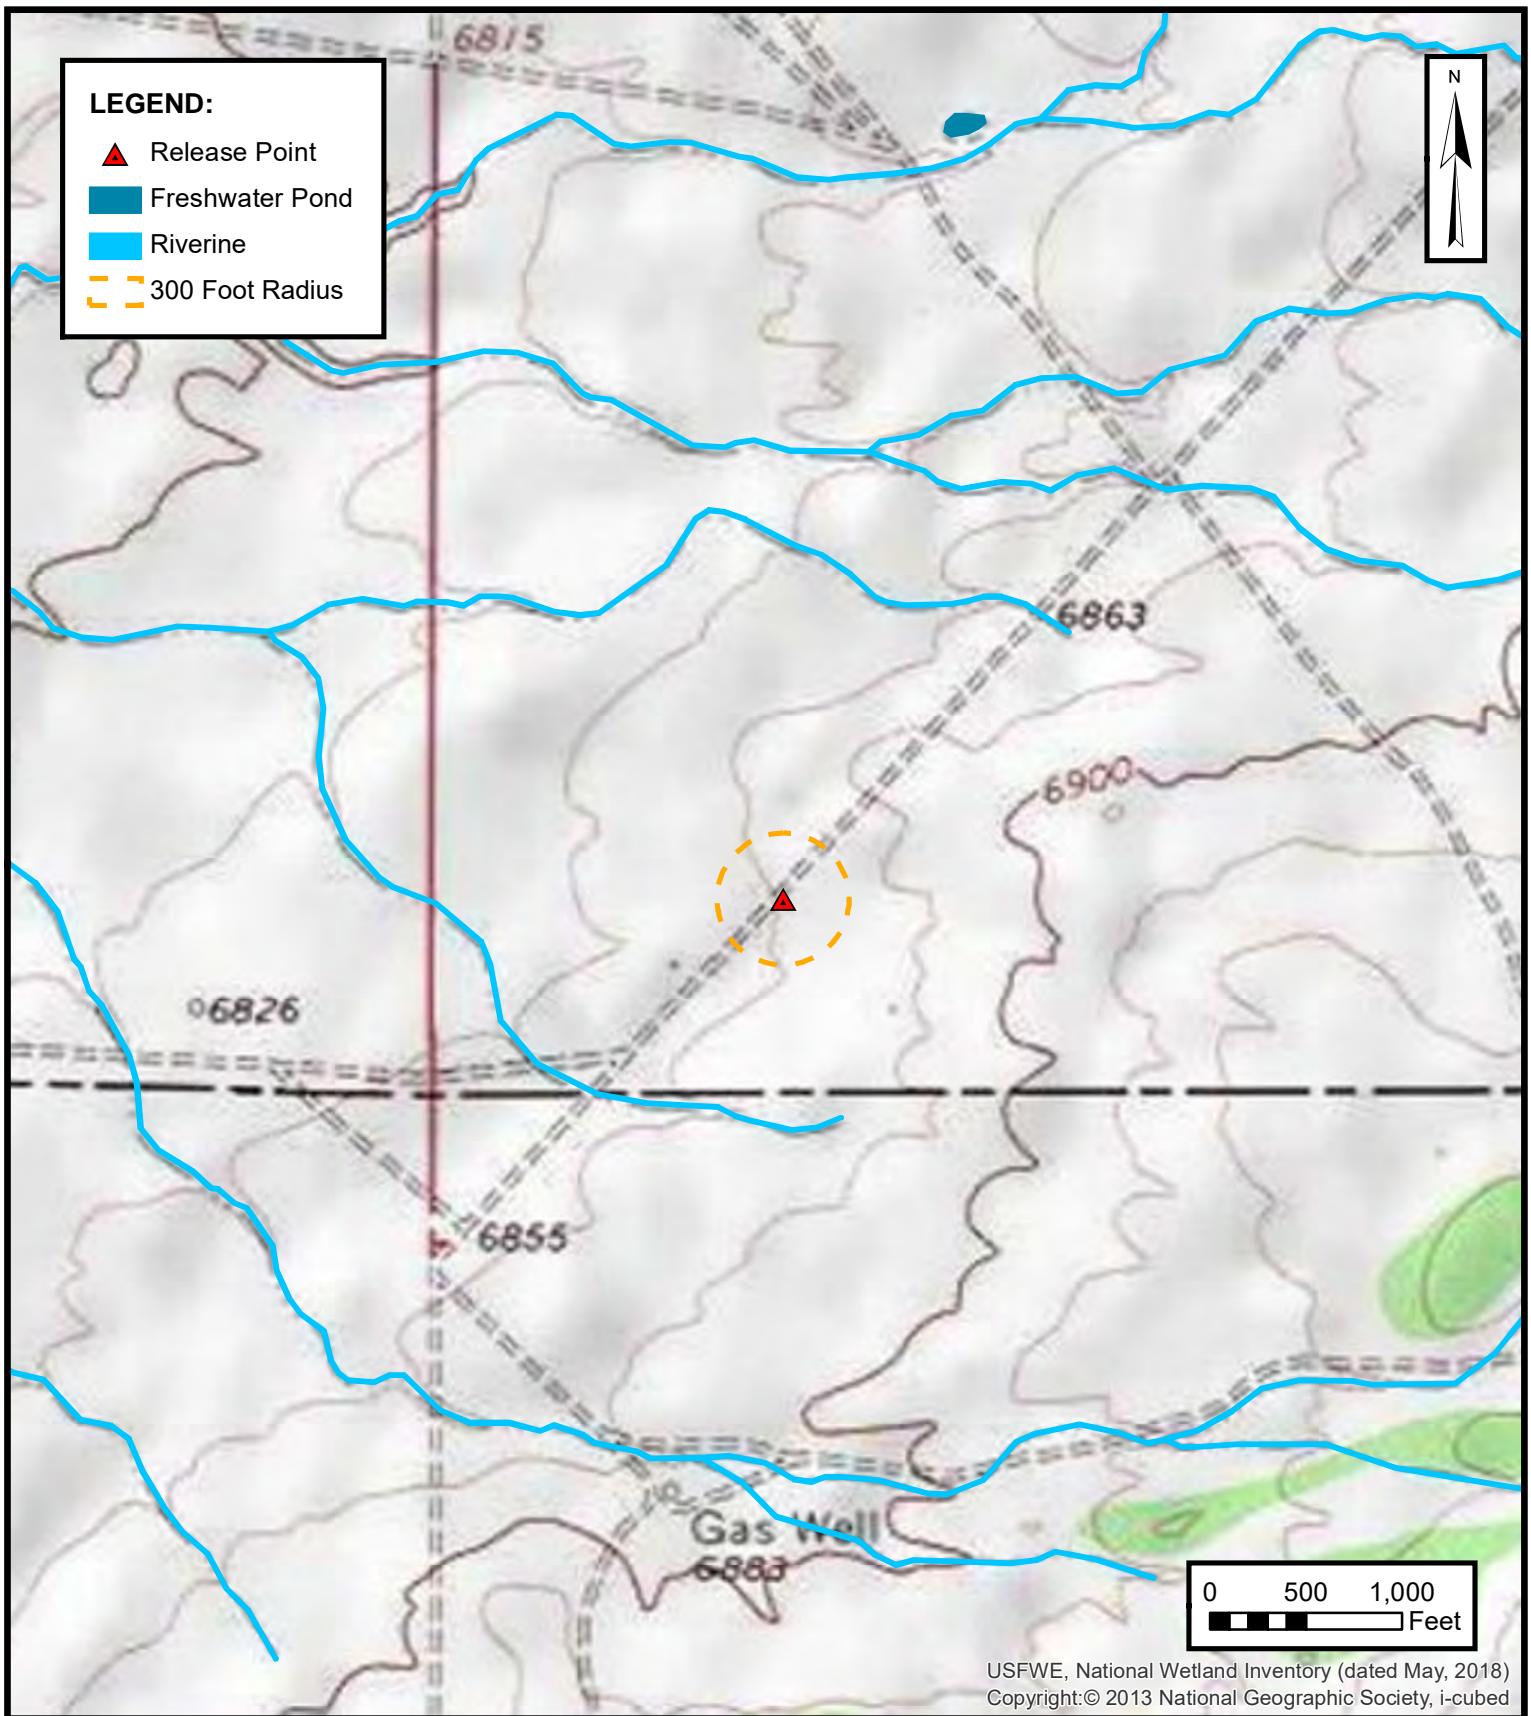 6815
LEGEND:
Release Point
Freshwater Pond
Riverine
300 Foot Radius
N
6863
6900
6826
6855
Gas Well
6883
0 500 1,000
Feet
USFWE, National Wetland Inventory (dated May, 2018)
Copyright:© 2013 National Geographic Society, i-cubed